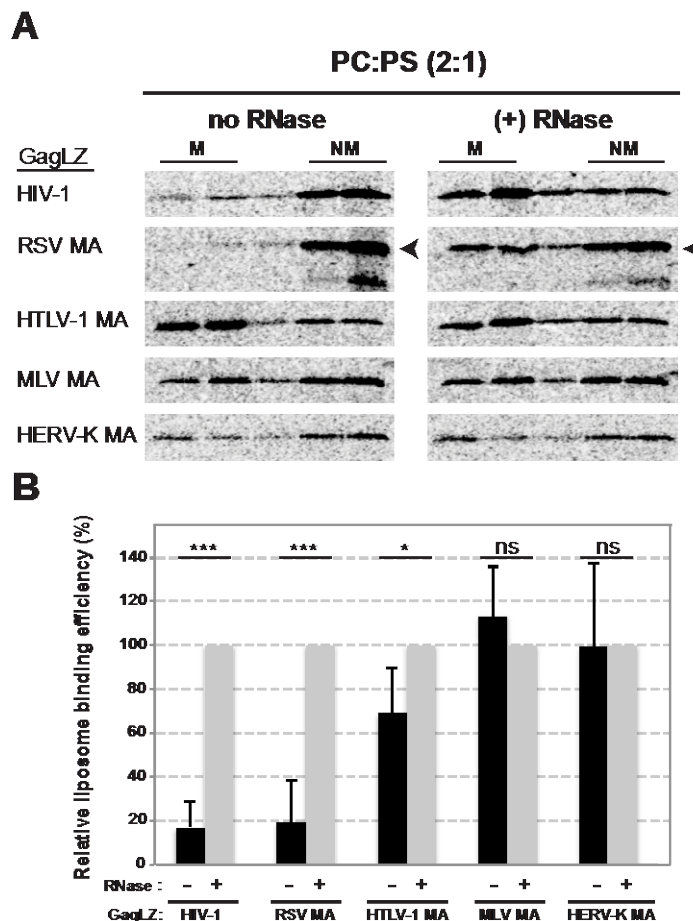 A
PC:PS (2:1)
no RNase (+) RNase
GagLZ M NM M NM
HIV-1
RSV MA
HTLV-1 MA
MLV MA
HERV-K MA
B
Relative liposome binding efficiency (%)
*** *** * ns ns
140
120
100
80
60
40
20
0
RNase : – + – + – + – + – +
GagLZ: HIV-1 RSV MA HTLV-1 MA MLV MA HERV-K MA